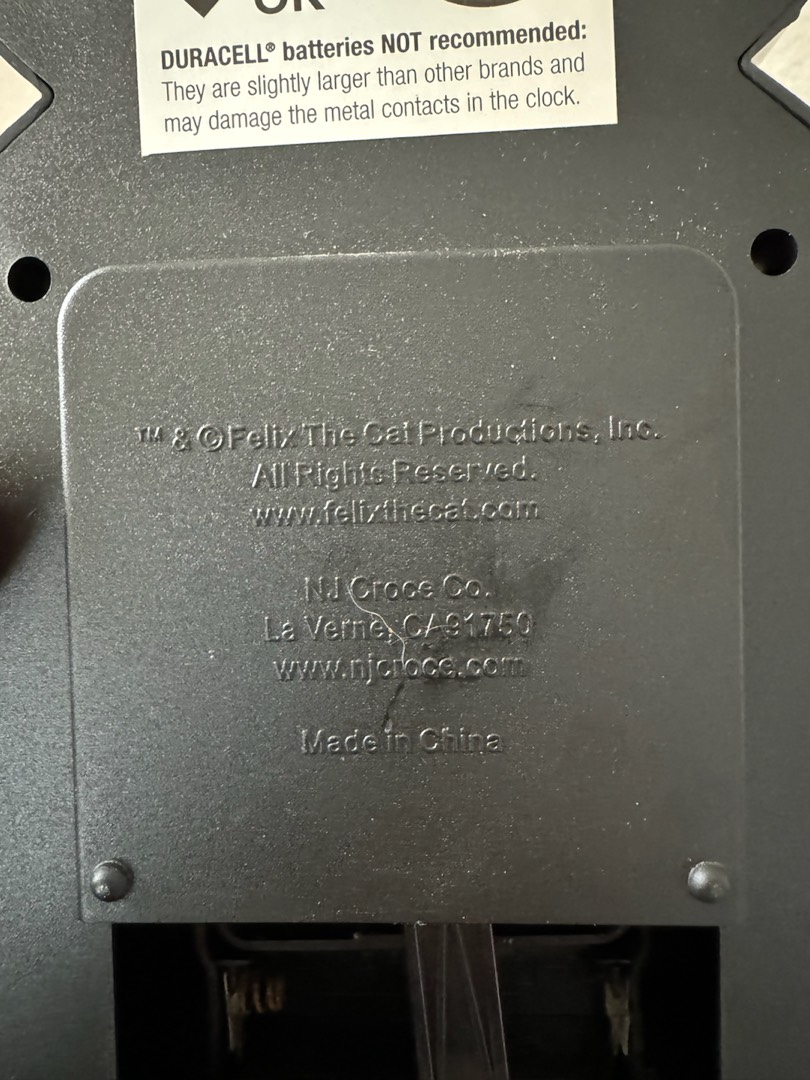 OR
DURACELL® batteries NOT recommended:
They are slightly larger than other brands and
may damage the metal contacts in the clock.
™ & © Felix The Cat Productions, Inc.
All Rights Reserved.
www.felixthecat.com
NJ Croce Co.
La Verne, CA 91750
www.njcroce.com
Made in China